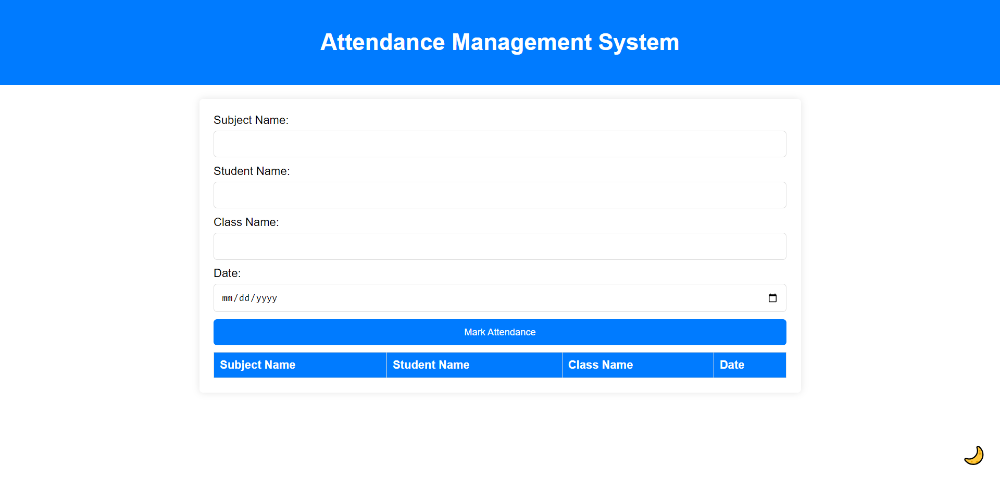 Attendance Management System
Subject Name:
Student Name:
Class Name:
Date:
mm/dd/yyyy
Mark Attendance
Subject Name Student Name Class Name Date